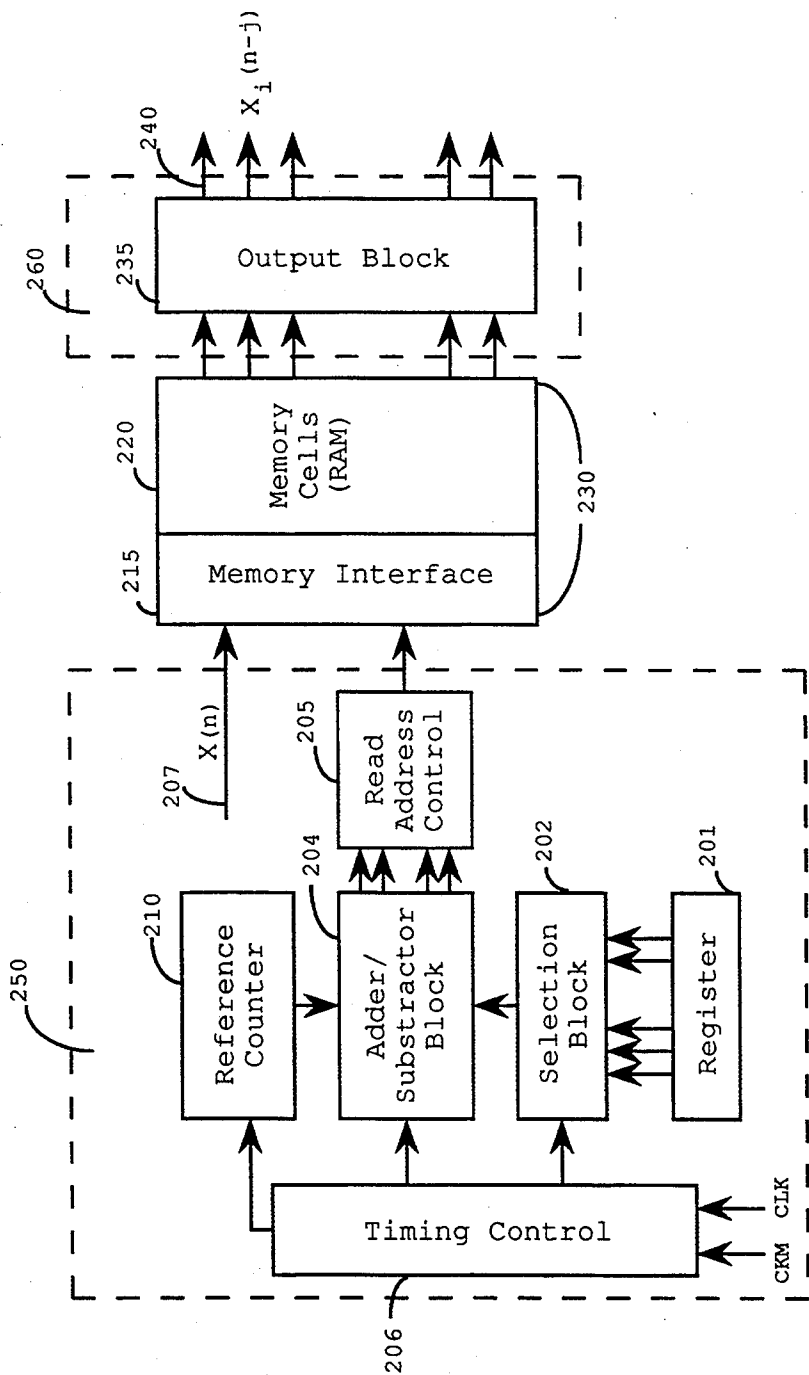 250
260
207
X(n)
215
220
235
240
X_i(n-j)
210
Reference
Counter
204
Adder/
Substractor
Block
205
Read
Address
Control
Memory Interface
Memory
Cells
(RAM)
230
Output Block
206
Timing Control
202
Selection
Block
201
Register
CKM
CLK